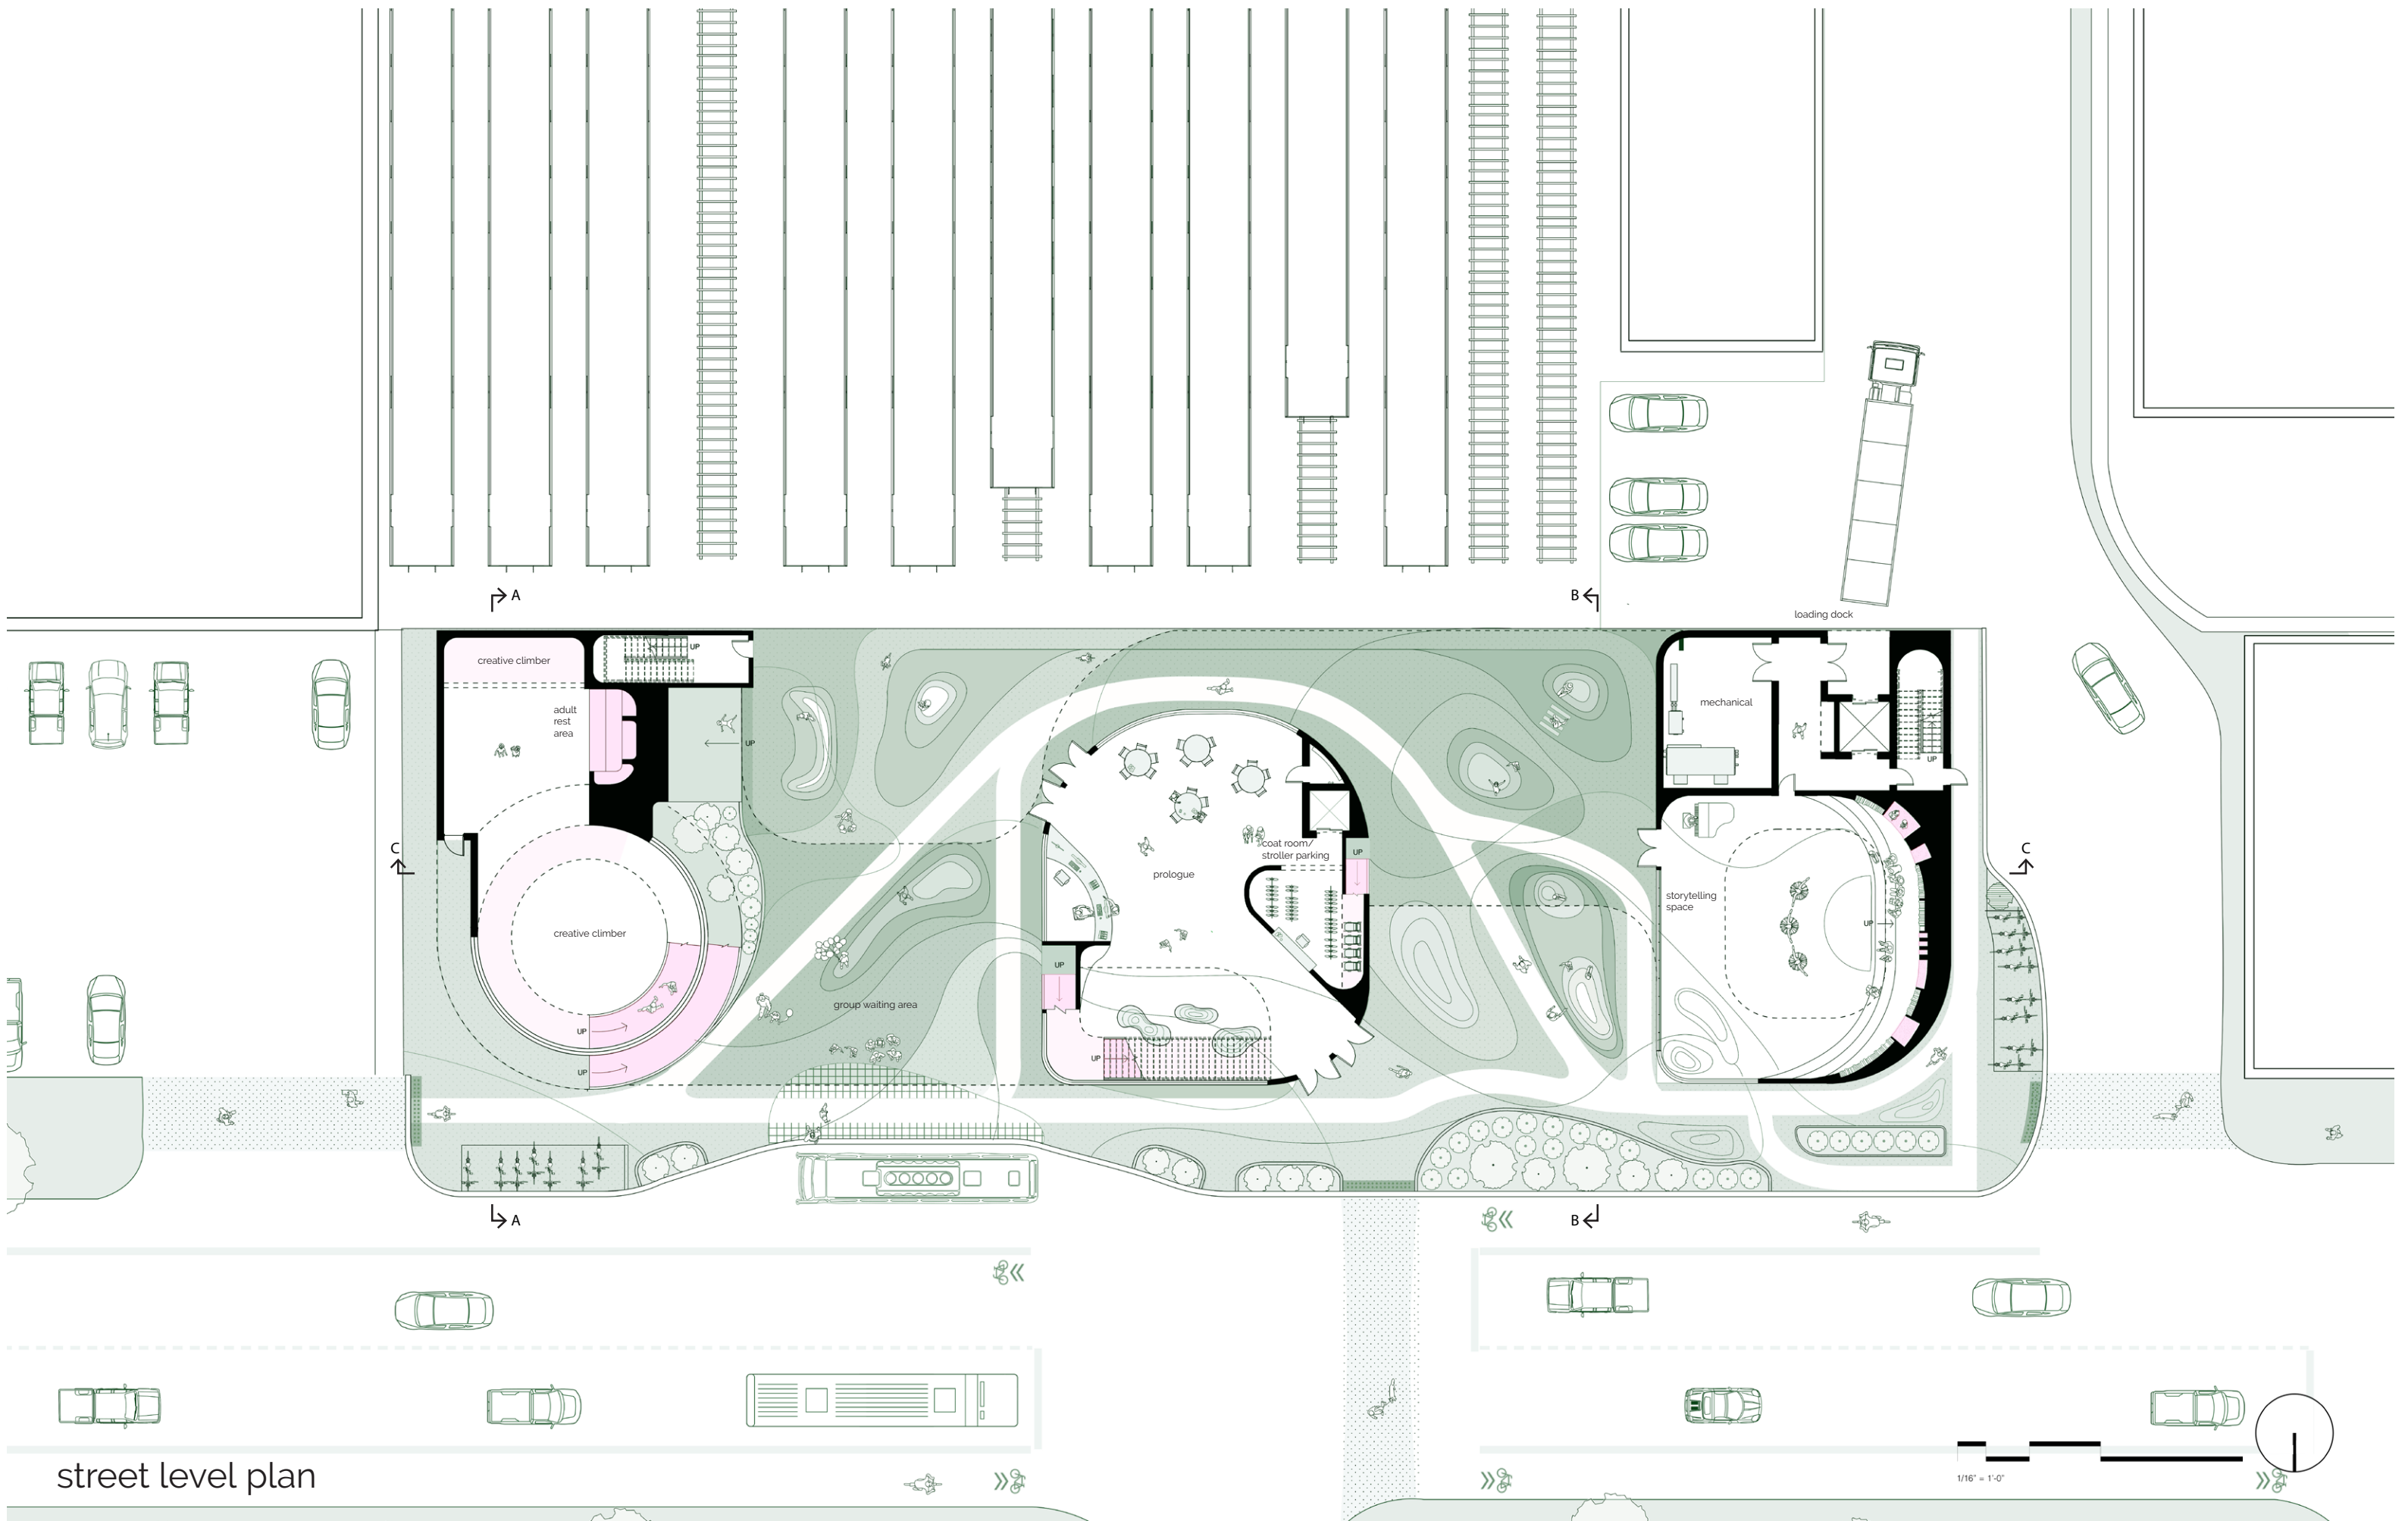 A
B
loading dock
UP
creative climber
adult
rest
area
mechanical
UP
UP
C
coat room/
stroller parking
UP
C
prologue
storytelling
space
UP
creative climber
UP
group waiting area
UP
UP
UP
A
B
street level plan
1/16" = 1'-0"